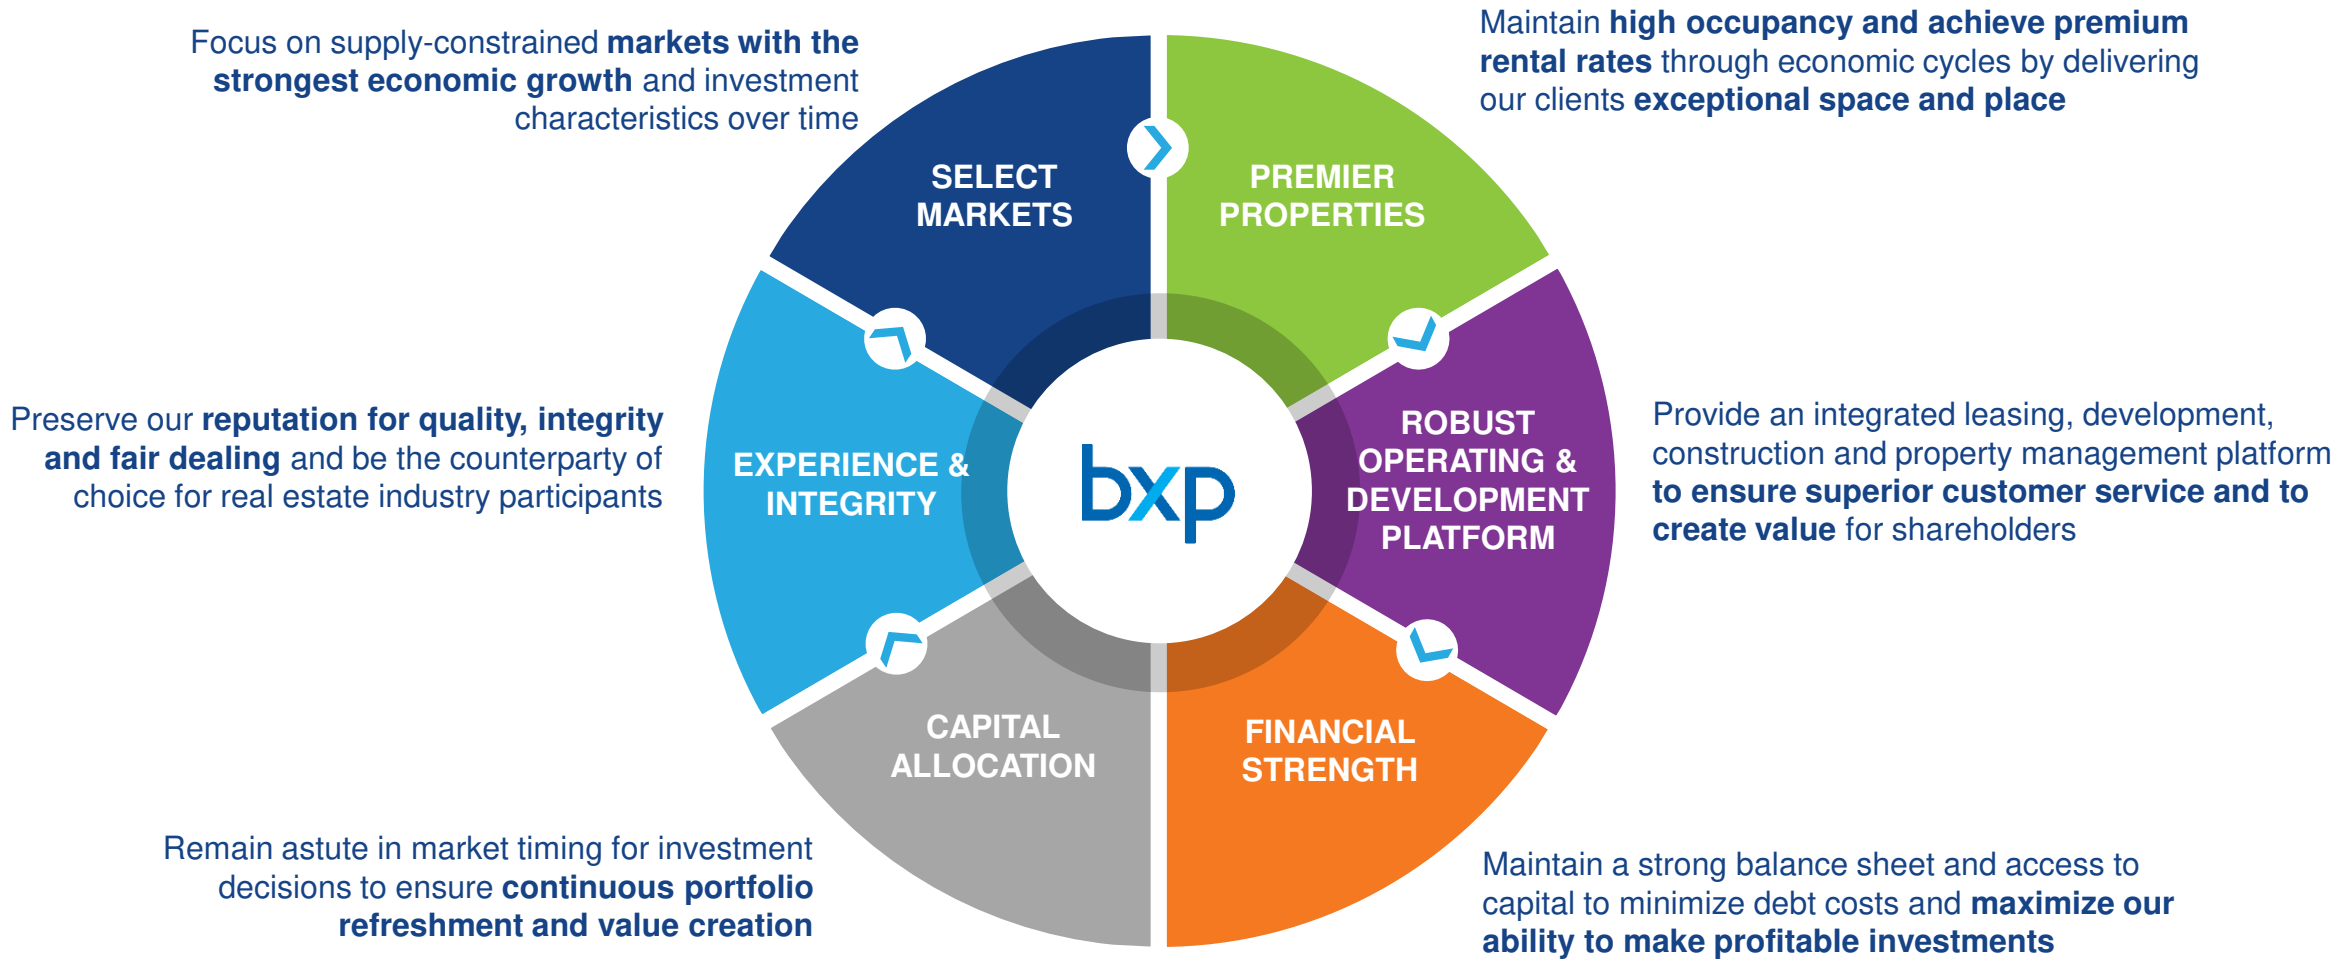 Focus on supply-constrained markets with the
strongest economic growth and investment
characteristics over time
Maintain high occupancy and achieve premium
rental rates through economic cycles by delivering
our clients exceptional space and place
SELECT
MARKETS
PREMIER
PROPERTIES
Preserve our reputation for quality, integrity
and fair dealing and be the counterparty of
choice for real estate industry participants
EXPERIENCE &
INTEGRITY
bxp
ROBUST
OPERATING &
DEVELOPMENT
PLATFORM
Provide an integrated leasing, development,
construction and property management platform
to ensure superior customer service and to
create value for shareholders
CAPITAL
ALLOCATION
FINANCIAL
STRENGTH
Remain astute in market timing for investment
decisions to ensure continuous portfolio
refreshment and value creation
Maintain a strong balance sheet and access to
capital to minimize debt costs and maximize our
ability to make profitable investments